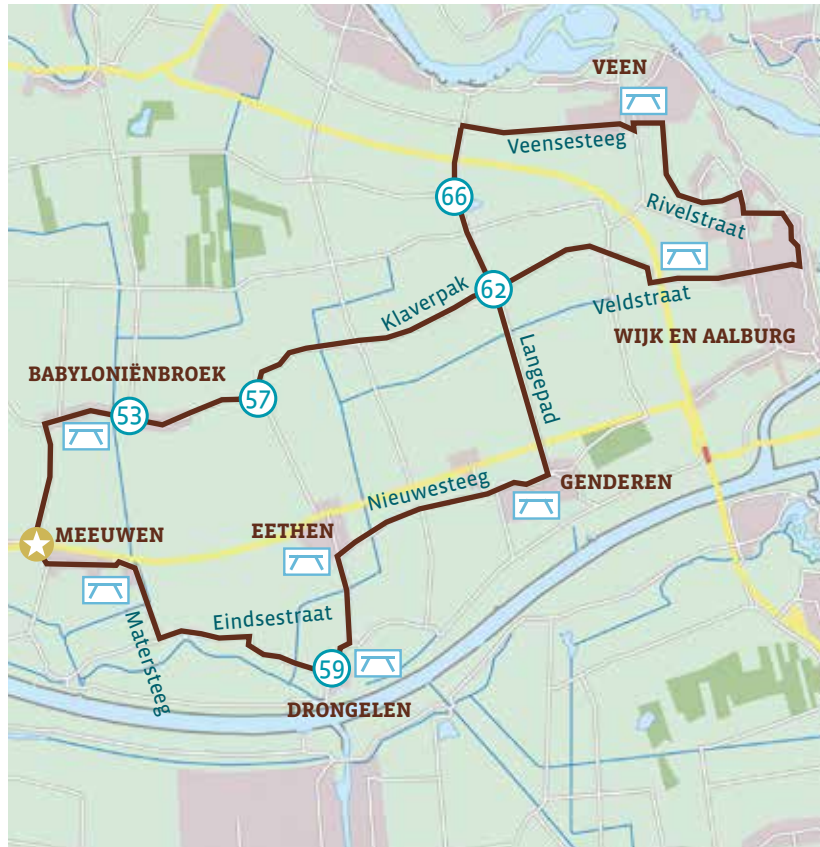 VEEN
Veensesteeg
66
Rivelstraat
Klaverpak
62
Veldstraat
WIJK EN AALBURG
Langepad
BABYLONIËNBROEK
53
57
Nieuwesteeg
GENDEREN
MEEUWEN
EETHEN
Matersteeg
Eindsestraat
59
DRONGELEN